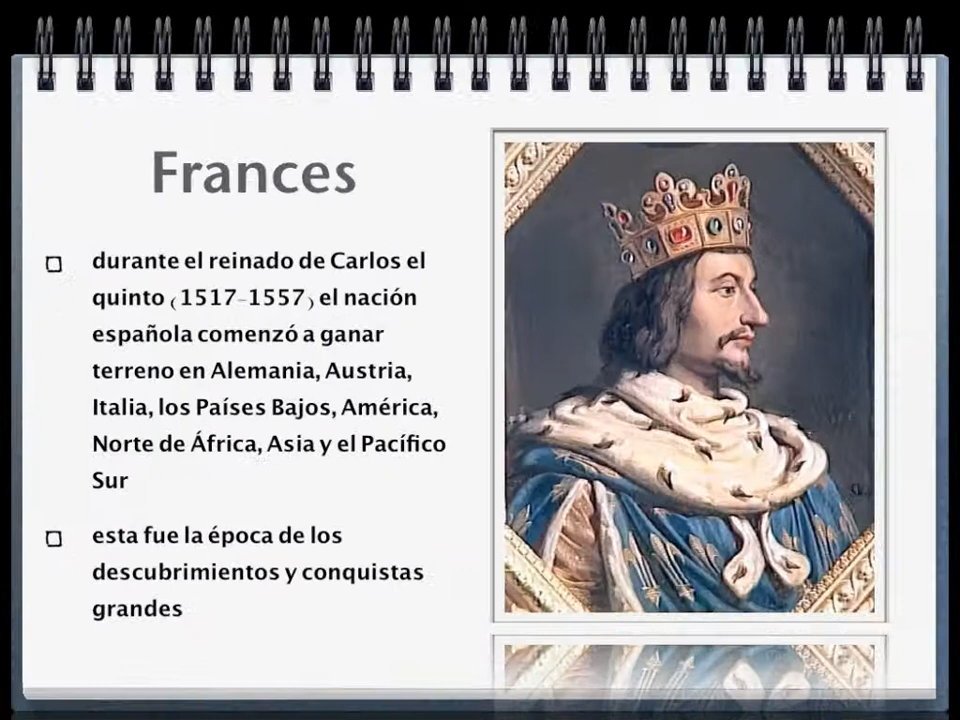 Frances
durante el reinado de Carlos el
quinto (1517-1557) el nación
española comenzó a ganar
terreno en Alemania, Austria,
Italia, los Países Bajos, América,
Norte de África, Asia y el Pacífico
Sur
esta fue la época de los
descubrimientos y conquistas
grandes